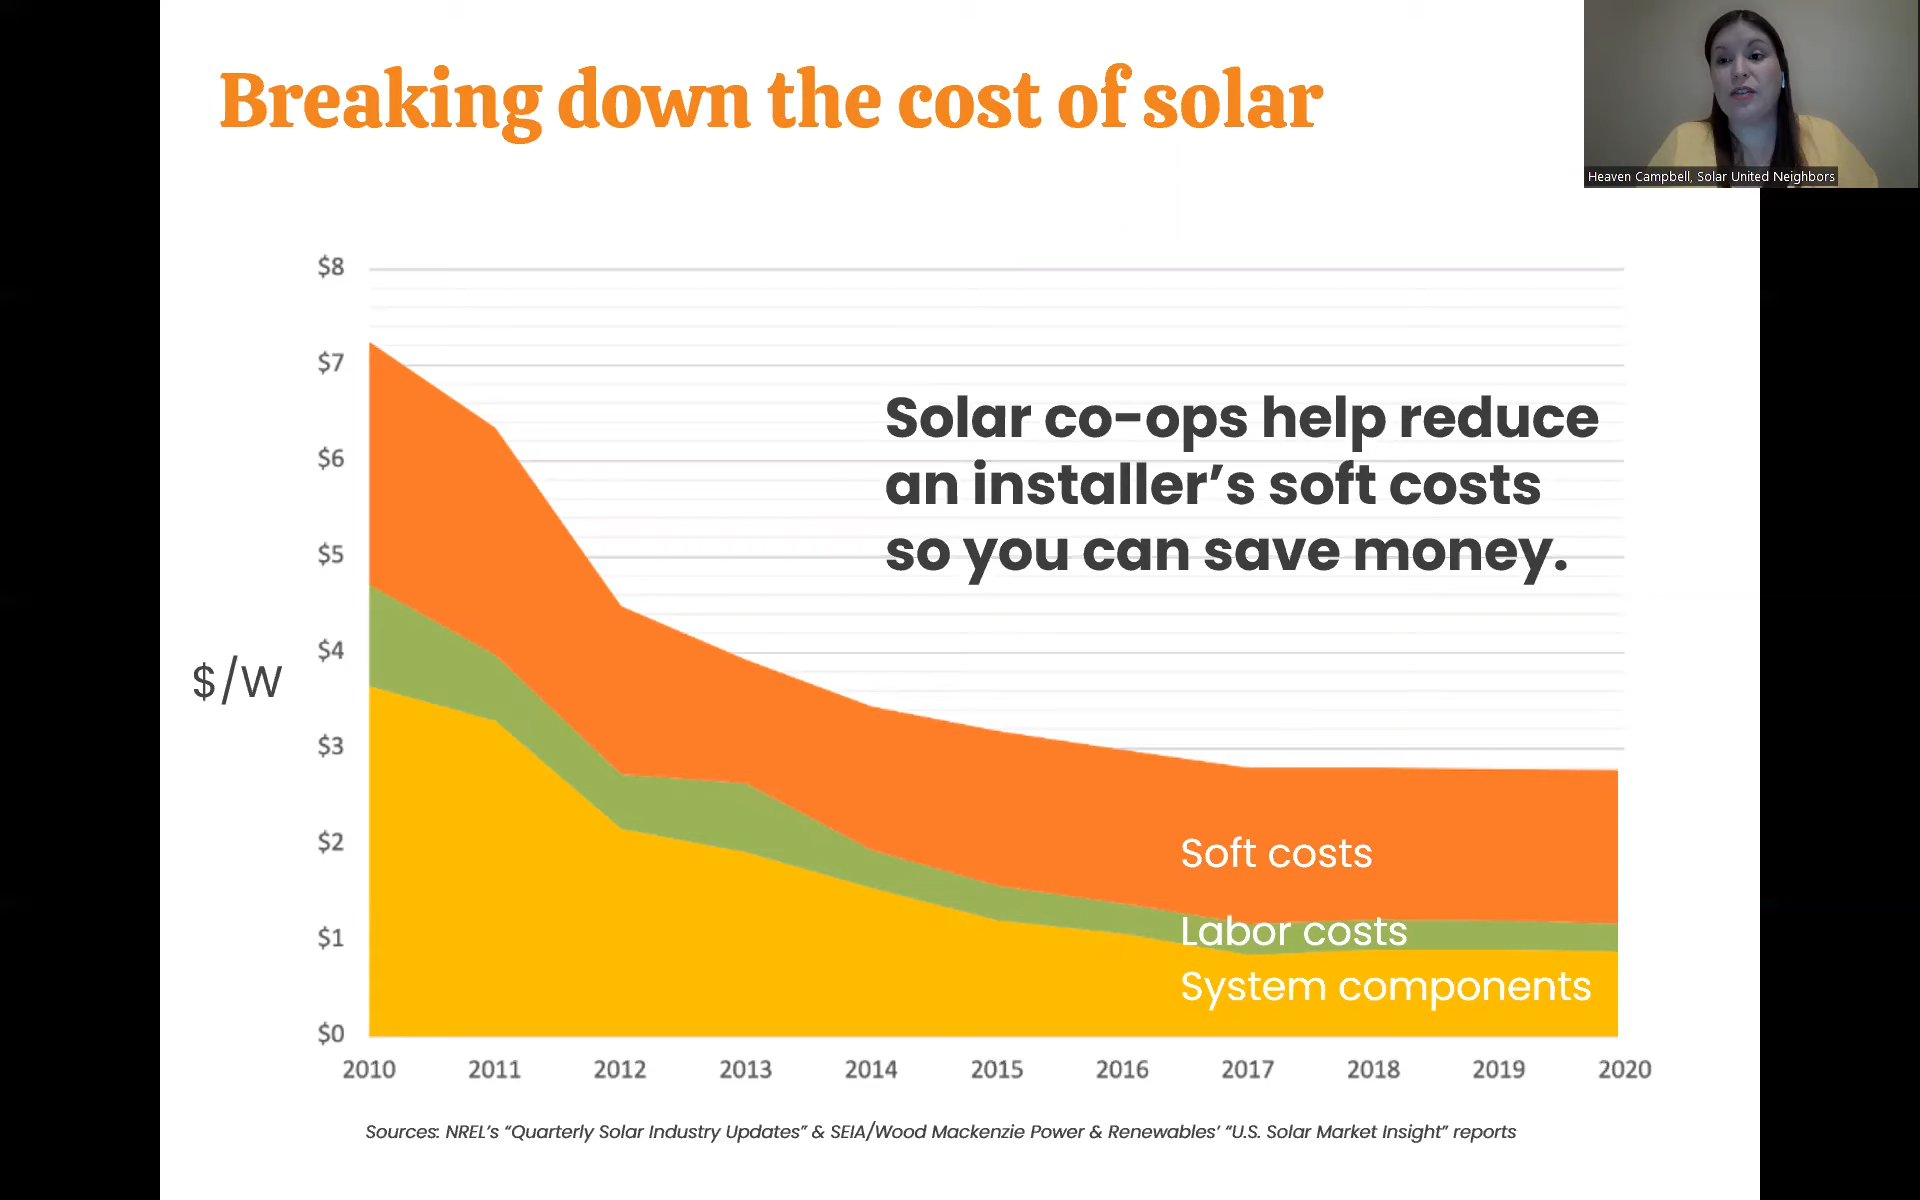 Breaking down the cost of solar
Heaven Campbell, Solar United Neighbors
$8
$7
$6
$5
$4
$3
$2
$1
$0
$/W
Solar co-ops help reduce
an installer’s soft costs
so you can save money.
Soft costs
Labor costs
System components
2010 2011 2012 2013 2014 2015 2016 2017 2018 2019 2020
Sources: NREL’s “Quarterly Solar Industry Updates” & SEIA/Wood Mackenzie Power & Renewables’ “U.S. Solar Market Insight” reports